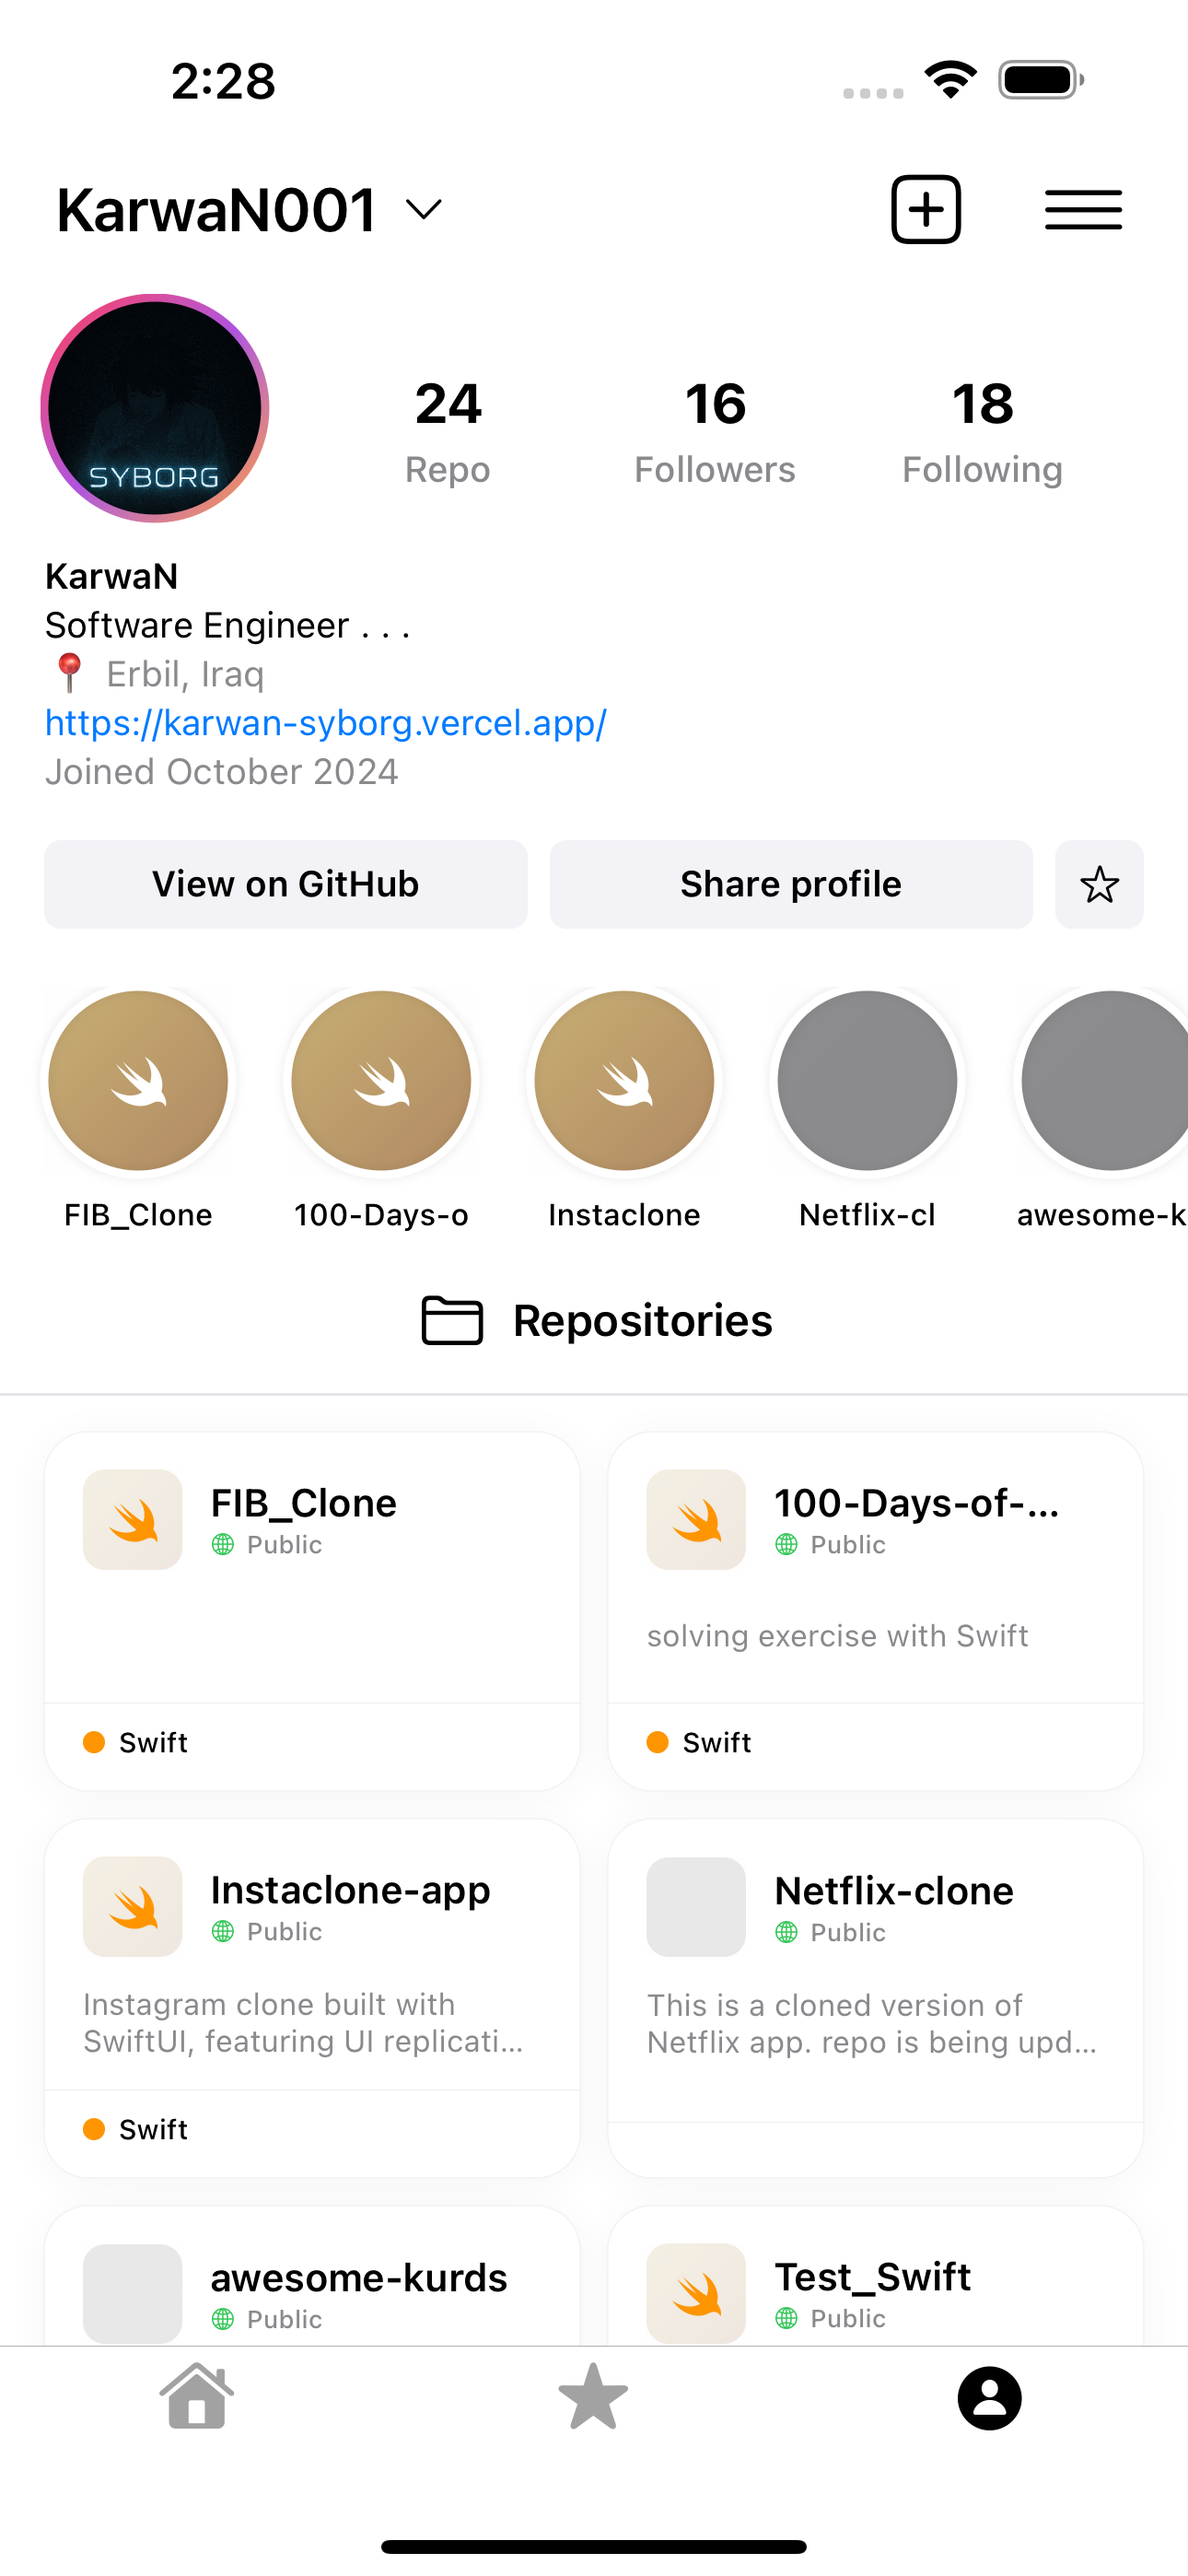 2:28
KarwaN001
SYBORG
24 16 18
Repo Followers Following
KarwaN
Software Engineer . . .
📍 Erbil, Iraq
https://karwan-syborg.vercel.app/
Joined October 2024
View on GitHub Share profile
FIB_Clone 100-Days-o Instaclone Netflix-cl awesome-k
Repositories
FIB_Clone
Public
Swift
100-Days-of-...
Public
solving exercise with Swift
Swift
Instaclone-app
Public
Instagram clone built with
SwiftUI, featuring UI replicati...
Swift
Netflix-clone
Public
This is a cloned version of
Netflix app. repo is being upd...
awesome-kurds
Public
Test_Swift
Public